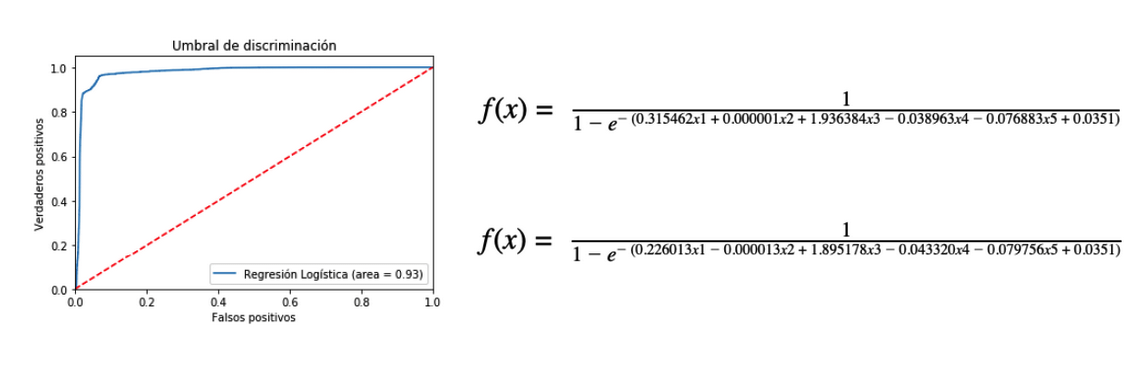 Umbral de discriminación
1.0
0.8
0.6
0.4
0.2
0.0
Verdaderos positivos
Regresión Logística (area = 0.93)
0.0 0.2 0.4 0.6 0.8 1.0
Falsos positivos
f(x) = 1 / 1 − e^− (0.315462x1 + 0.000001x2 + 1.936384x3 − 0.038963x4 − 0.076883x5 + 0.0351)
f(x) = 1 / 1 − e^− (0.226013x1 − 0.000013x2 + 1.895178x3 − 0.043320x4 − 0.079756x5 + 0.0351)